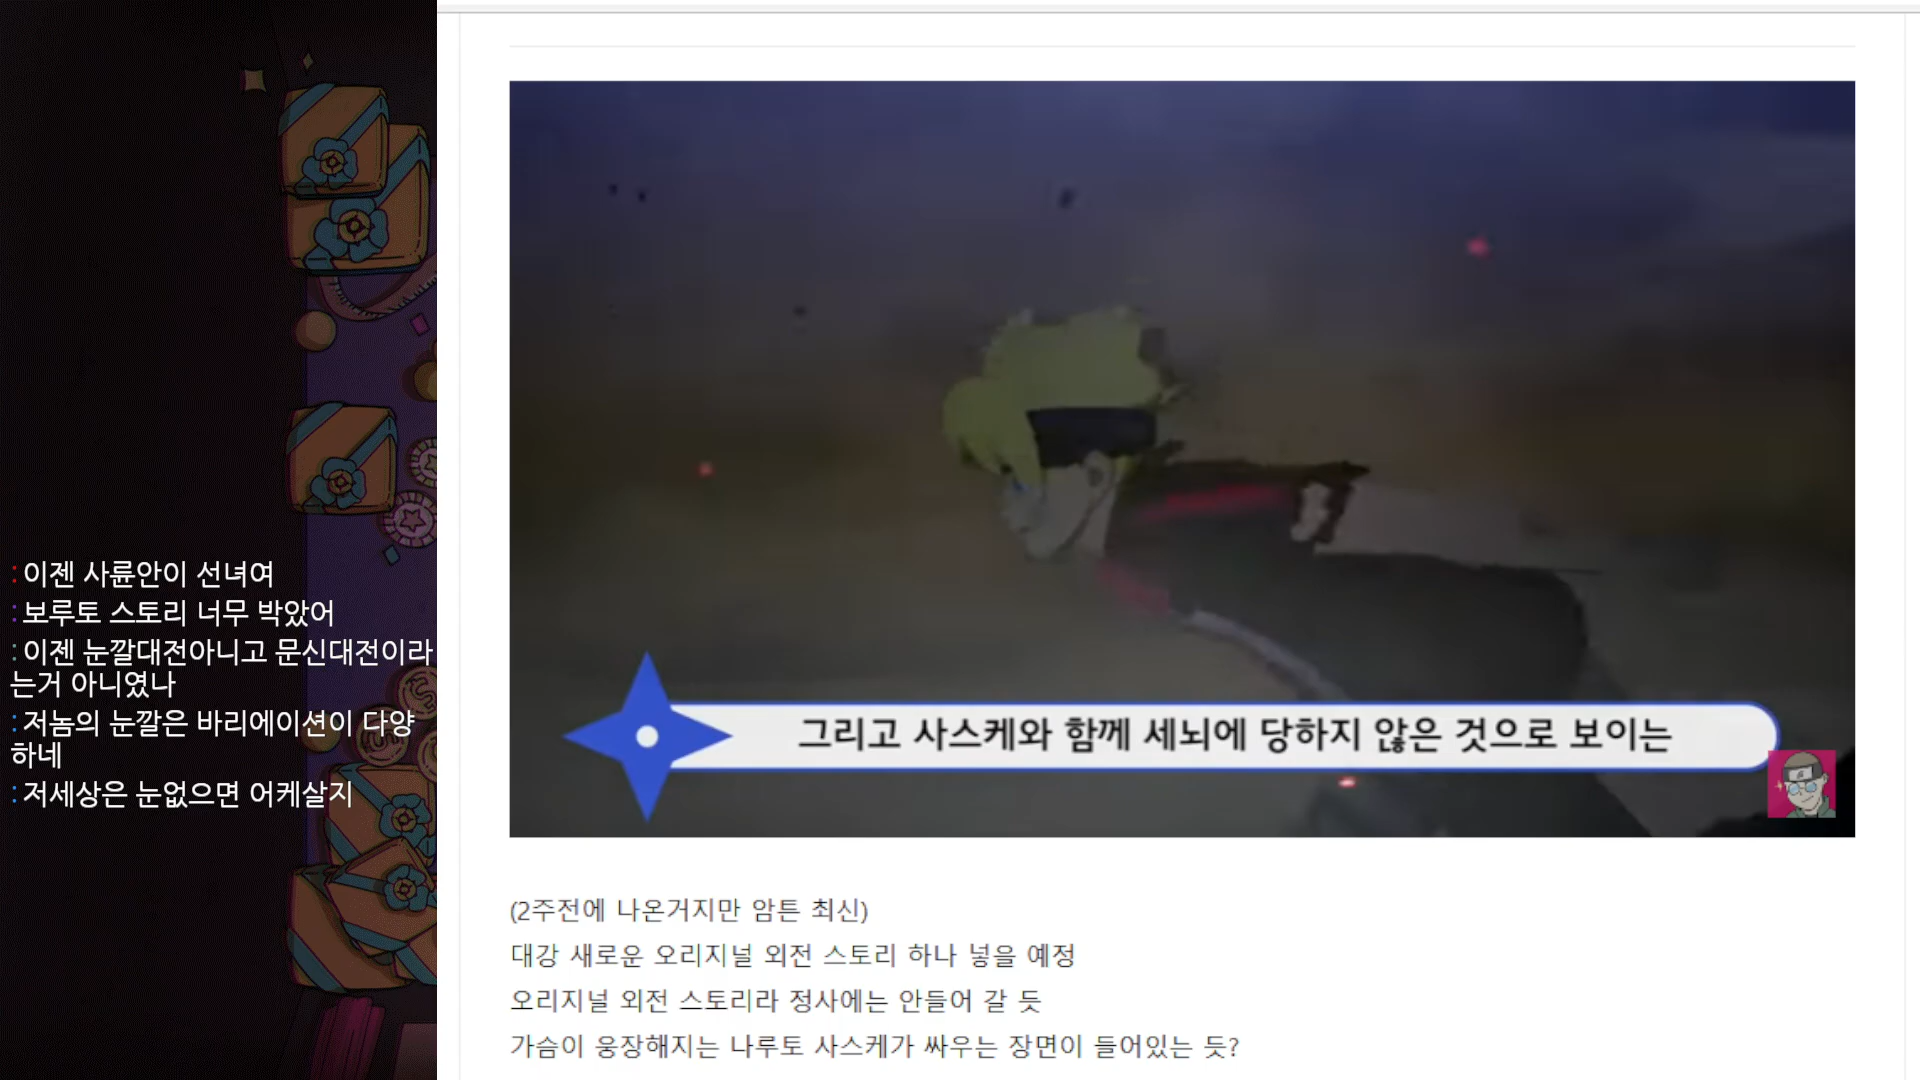 :이젠 사륜안이 선녀여
:보루토 스토리 너무 박았어
:이젠 눈깔대전아니고 문신대전이라
는거 아니였나
:저놈의 눈깔은 바리에이션이 다양
하네
:저세상은 눈없으면 어케살지
그리고 사스케와 함께 세뇌에 당하지 않은 것으로 보이는
(2주전에 나온거지만 암튼 최신)
대강 새로운 오리지널 외전 스토리 하나 넣을 예정
오리지널 외전 스토리라 정사에는 안들어 갈 듯
가슴이 웅장해지는 나루토 사스케가 싸우는 장면이 들어있는 듯?